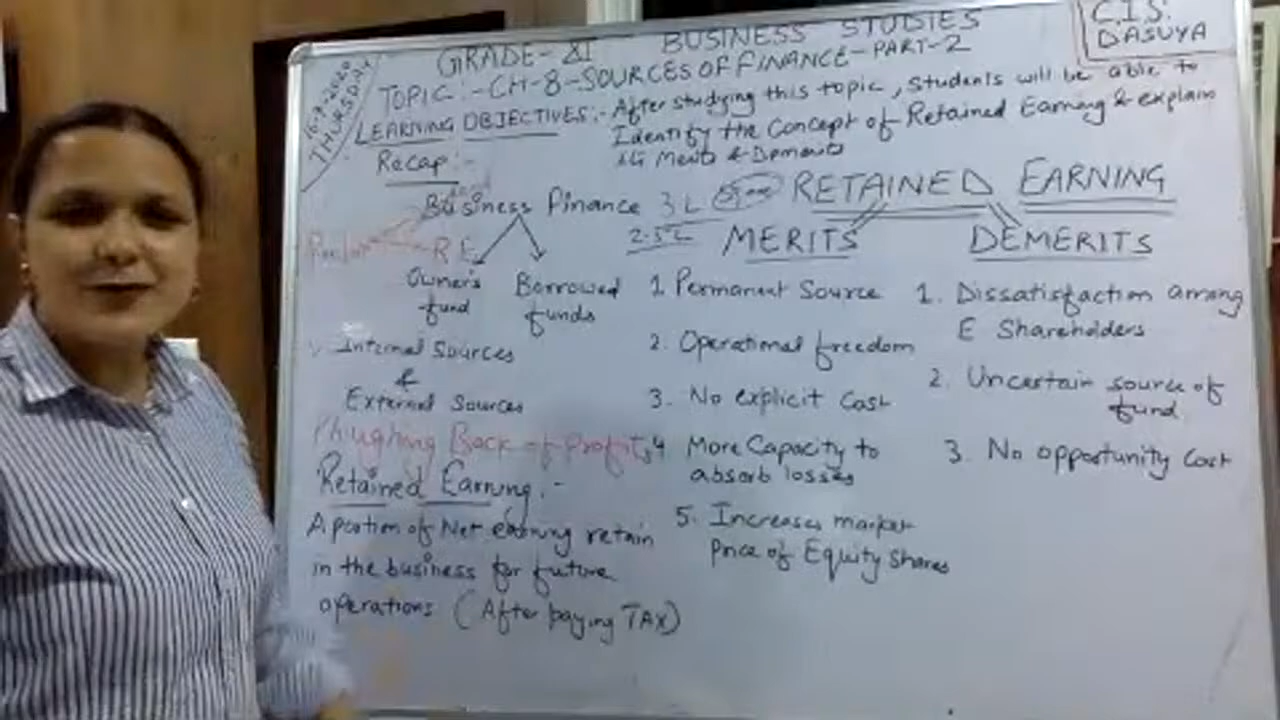 16-7-2020
THURSDAY
GRADE-XI BUSINESS STUDIES
C.I.S.
DASUYA
TOPIC:-CH-8-SOURCES OF FINANCE-PART-2
LEARNING OBJECTIVES:- After studying this topic, Students will be able to
Identify the Concept of Retained Earning & explain
its Merits & Demerits
Recap:-
Business Finance 3L
2.5L
R E
Owner's
fund
Borrowed
funds
Internal Sources
&
External Sources
Ploughing Back of Profits
Retained Earning:-
A portion of Net earning retain
in the business for future
operations (After paying TAX)
RETAINED EARNING
MERITS
1. Permanent Source
2. Operational freedom
3. No explicit Cost
4 More Capacity to
absorb losses
5. Increases market
Price of Equity Shares
DEMERITS
1. Dissatisfaction among
E Shareholders
2. Uncertain source of
fund
3. No opportunity Cost